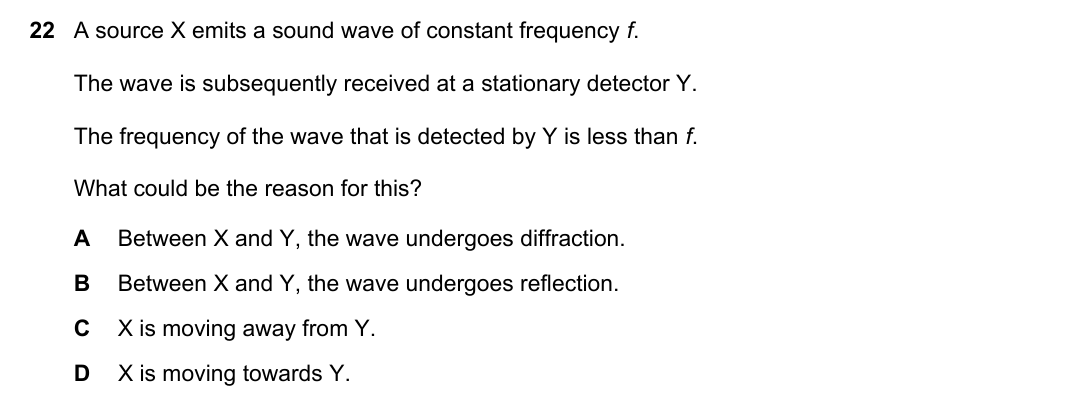 22 A source X emits a sound wave of constant frequency f.
The wave is subsequently received at a stationary detector Y.
The frequency of the wave that is detected by Y is less than f.
What could be the reason for this?
A Between X and Y, the wave undergoes diffraction.
B Between X and Y, the wave undergoes reflection.
C X is moving away from Y.
D X is moving towards Y.